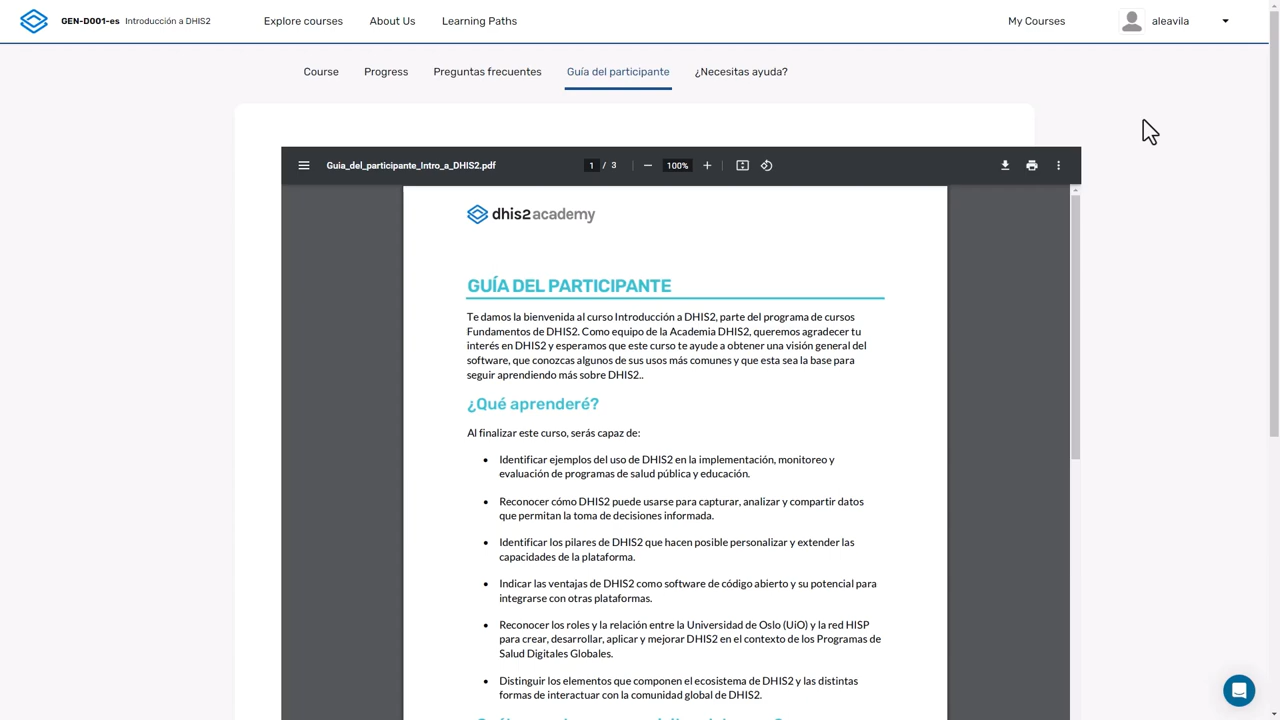 GEN-D001-es Introducción a DHIS2 Explore courses About Us Learning Paths My Courses aleavila
Course Progress Preguntas frecuentes Guía del participante ¿Necesitas ayuda?
Guia_del_participante_Intro_a_DHIS2.pdf 1 / 3 100%
dhis2 academy
GUÍA DEL PARTICIPANTE
Te damos la bienvenida al curso Introducción a DHIS2, parte del programa de cursos
Fundamentos de DHIS2. Como equipo de la Academia DHIS2, queremos agradecer tu
interés en DHIS2 y esperamos que este curso te ayude a obtener una visión general del
software, que conozcas algunos de sus usos más comunes y que esta sea la base para
seguir aprendiendo más sobre DHIS2..
¿Qué aprenderé?
Al finalizar este curso, serás capaz de:
• Identificar ejemplos del uso de DHIS2 en la implementación, monitoreo y
evaluación de programas de salud pública y educación.
• Reconocer cómo DHIS2 puede usarse para capturar, analizar y compartir datos
que permitan la toma de decisiones informada.
• Identificar los pilares de DHIS2 que hacen posible personalizar y extender las
capacidades de la plataforma.
• Indicar las ventajas de DHIS2 como software de código abierto y su potencial para
integrarse con otras plataformas.
• Reconocer los roles y la relación entre la Universidad de Oslo (UiO) y la red HISP
para crear, desarrollar, aplicar y mejorar DHIS2 en el contexto de los Programas de
Salud Digitales Globales.
• Distinguir los elementos que componen el ecosistema de DHIS2 y las distintas
formas de interactuar con la comunidad global de DHIS2.